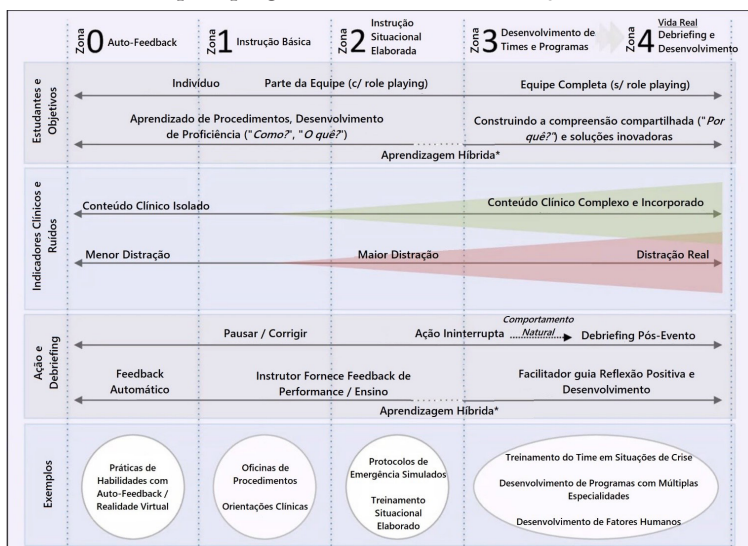 Zona 0 Auto-Feedback
Zona 1 Instrução Básica
Zona 2 Instrução
Situacional
Elaborada
Zona 3 Desenvolvimento de
Times e Programas
Zona 4 Vida Real
Debriefing e
Desenvolvimento
Estudantes e
Objetivos
Indivíduo
Parte da Equipe (c/ role playing)
Equipe Completa (s/ role playing)
Aprendizado de Procedimentos, Desenvolvimento
de Proficiência ("Como?", "O quê?")
Construindo a compreensão compartilhada ("Por
quê?") e soluções inovadoras
Aprendizagem Híbrida*
Indicadores Clínicos e
Ruídos
Conteúdo Clínico Isolado
Conteúdo Clínico Complexo e Incorporado
Menor Distração
Maior Distração
Distração Real
Ação e
Debriefing
Pausar / Corrigir
Ação Ininterrupta
Comportamento
Natural
Debriefing Pós-Evento
Feedback
Automático
Instrutor Fornece Feedback de
Performance / Ensino
Facilitador guia Reflexão Positiva e
Desenvolvimento
Aprendizagem Híbrida*
Exemplos
Práticas de
Habilidades com
Auto-Feedback /
Realidade Virtual
Oficinas de
Procedimentos
Orientações Clínicas
Protocolos de
Emergência Simulados
Treinamento
Situacional
Elaborado
Treinamento do Time em Situações de Crise
Desenvolvimento de Programas com Múltiplas
Especialidades
Desenvolvimento de Fatores Humanos